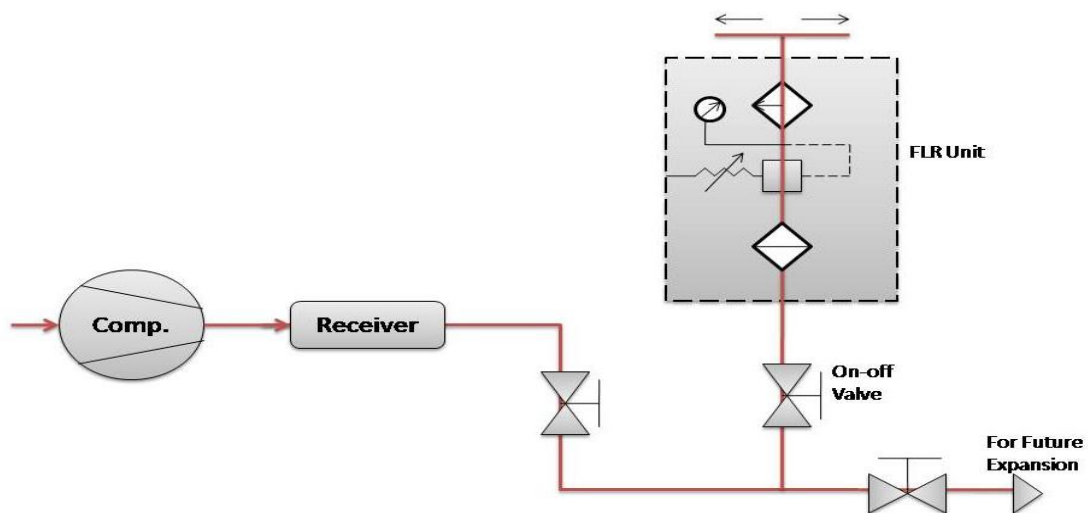 FLR Unit
Comp.
Receiver
On-off
Valve
For Future
Expansion